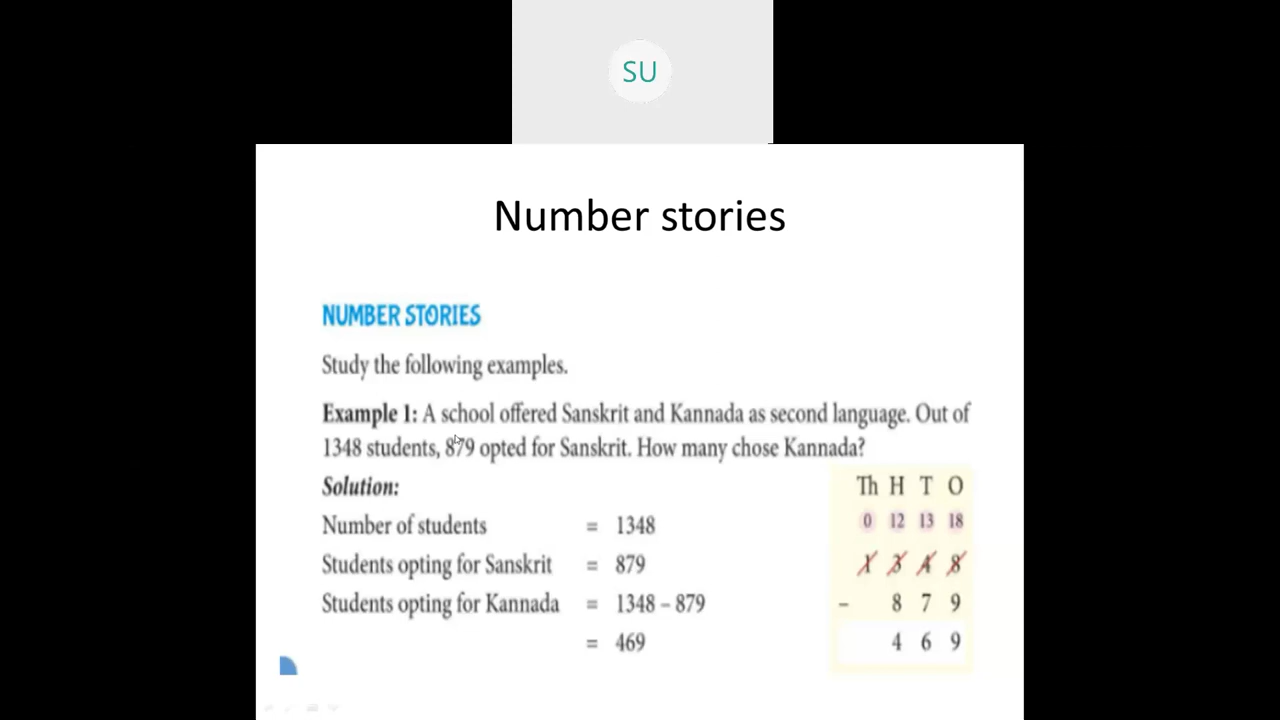 SU
Number stories
NUMBER STORIES
Study the following examples.
Example 1: A school offered Sanskrit and Kannada as second language. Out of
1348 students, 879 opted for Sanskrit. How many chose Kannada?
Solution:
Number of students = 1348
Students opting for Sanskrit = 879
Students opting for Kannada = 1348 – 879
= 469
Th H T O
0 12 13 18
1 3 4 8
– 8 7 9
4 6 9